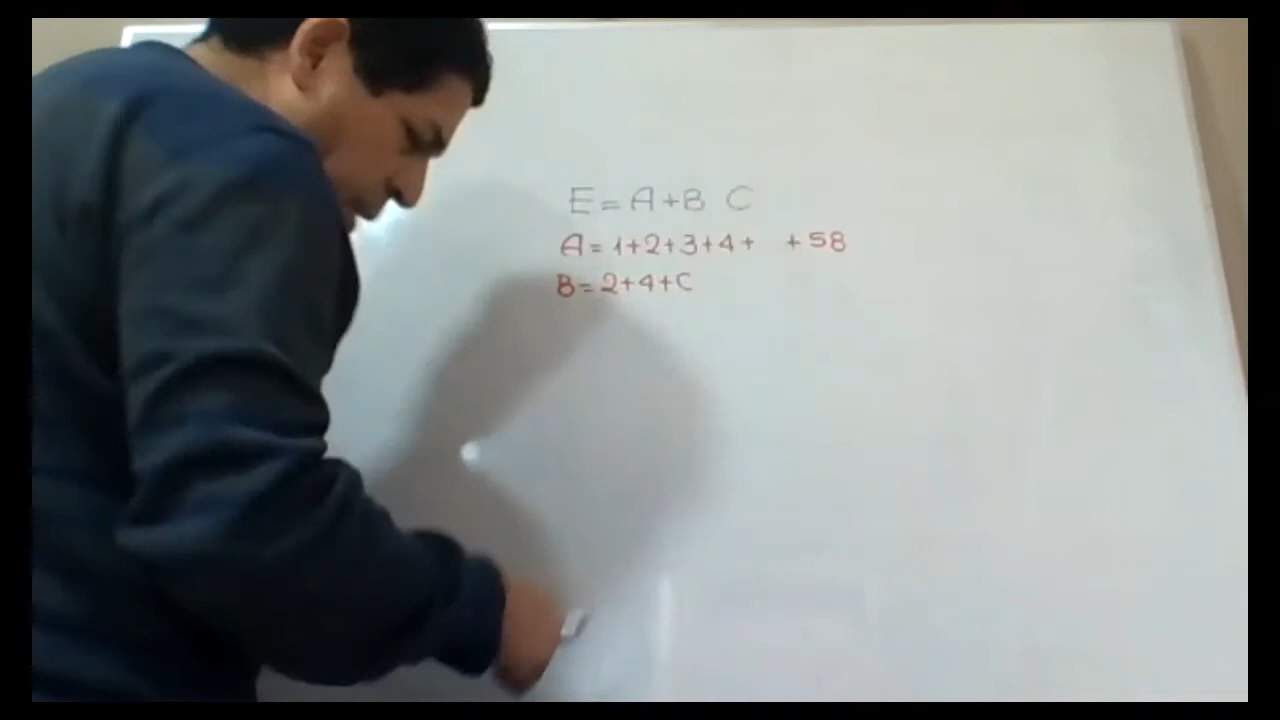 E = A + B C
A = 1 + 2 + 3 + 4 + + 58
B = 2 + 4 + C